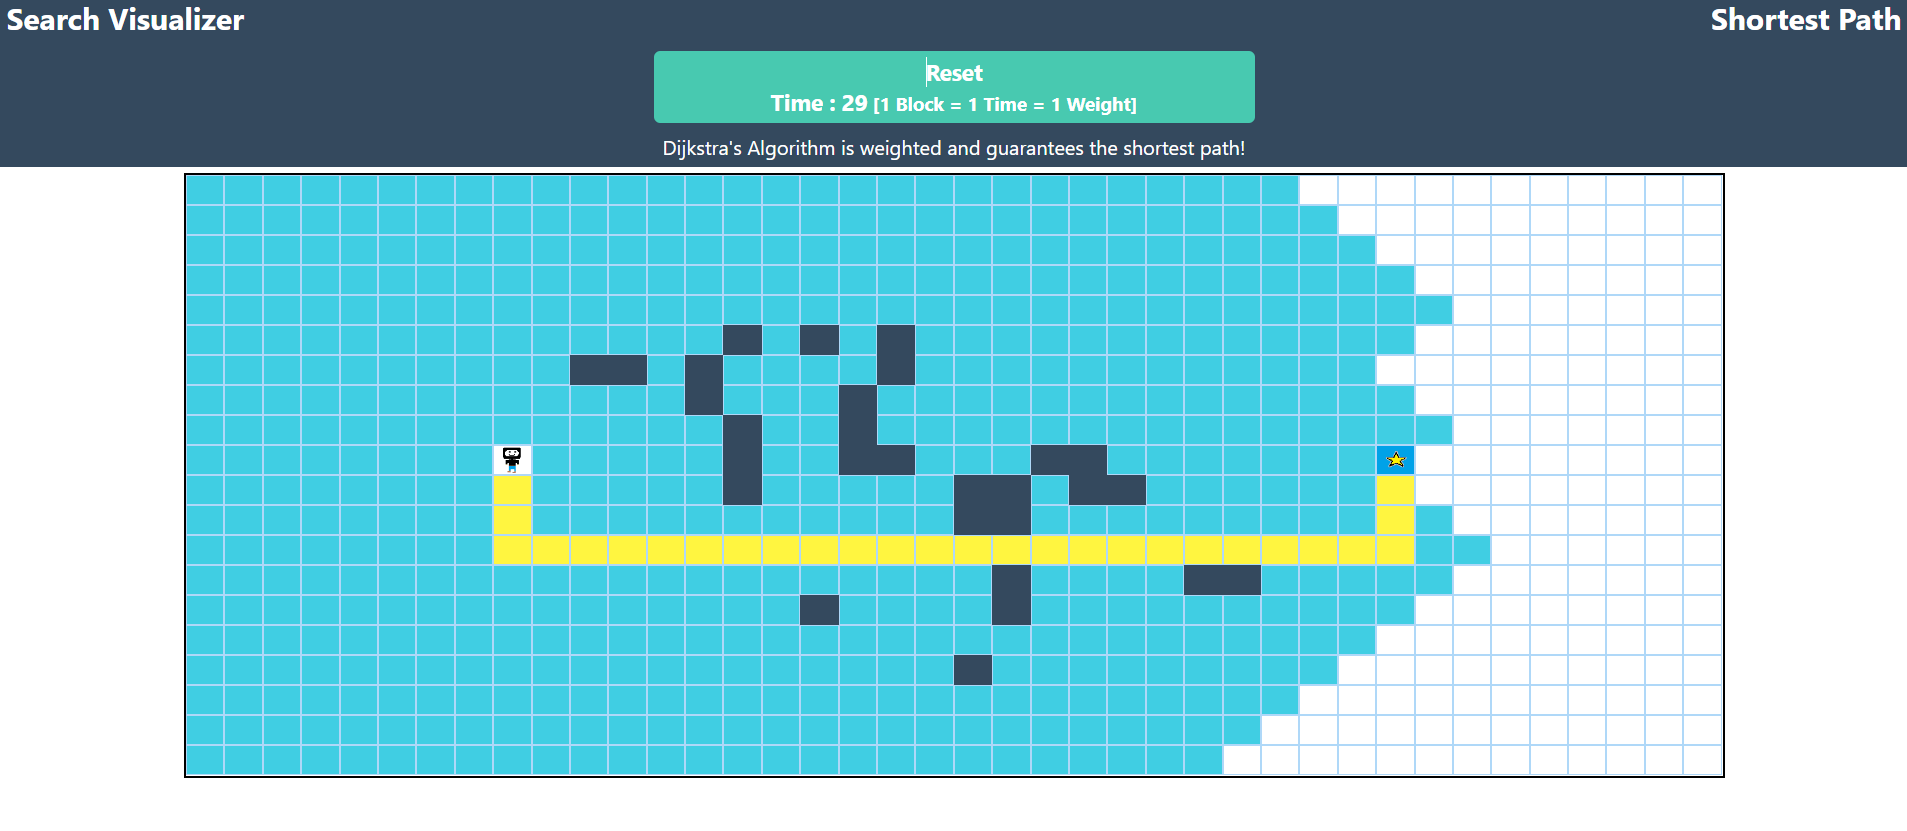 Search Visualizer
Shortest Path
Reset
Time : 29 [1 Block = 1 Time = 1 Weight]
Dijkstra's Algorithm is weighted and guarantees the shortest path!